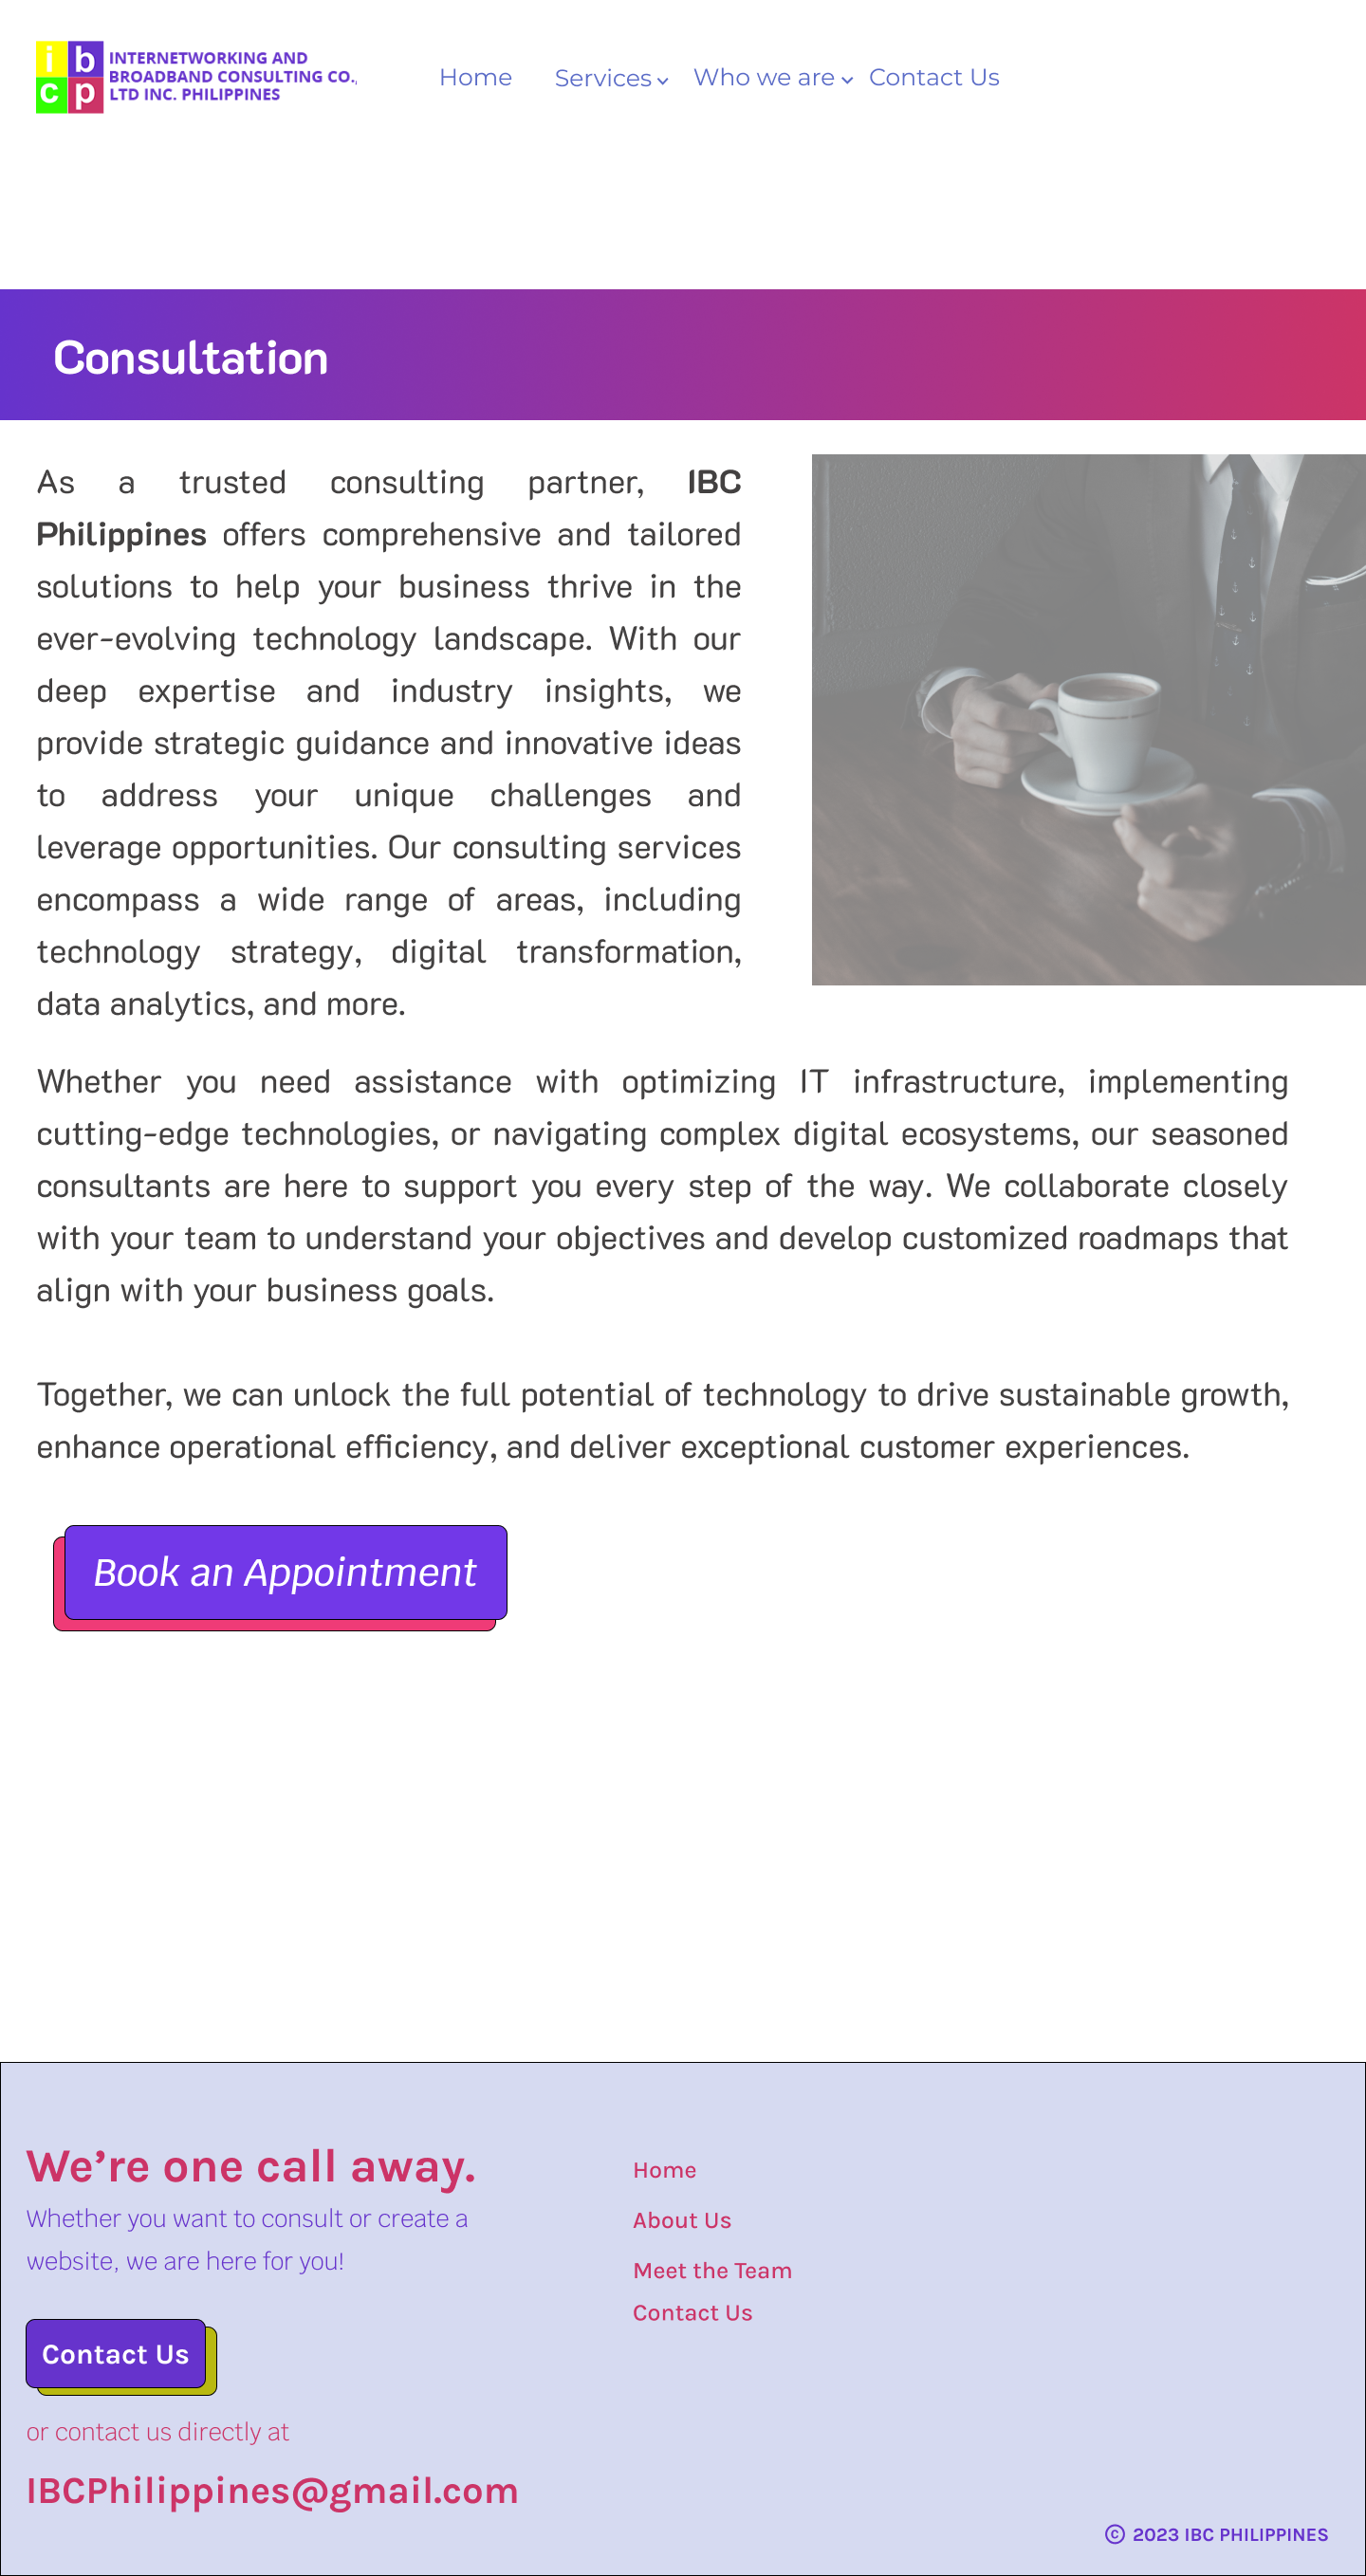 ib
cp
INTERNETWORKING AND
BROADBAND CONSULTING CO.,
LTD INC. PHILIPPINES
Home Services Who we are Contact Us
Consultation
As a trusted consulting partner, IBC
Philippines offers comprehensive and tailored
solutions to help your business thrive in the
ever-evolving technology landscape. With our
deep expertise and industry insights, we
provide strategic guidance and innovative ideas
to address your unique challenges and
leverage opportunities. Our consulting services
encompass a wide range of areas, including
technology strategy, digital transformation,
data analytics, and more.
Whether you need assistance with optimizing IT infrastructure, implementing
cutting-edge technologies, or navigating complex digital ecosystems, our seasoned
consultants are here to support you every step of the way. We collaborate closely
with your team to understand your objectives and develop customized roadmaps that
align with your business goals.
Together, we can unlock the full potential of technology to drive sustainable growth,
enhance operational efficiency, and deliver exceptional customer experiences.
Book an Appointment
We’re one call away.
Whether you want to consult or create a
website, we are here for you!
Contact Us
or contact us directly at
IBCPhilippines@gmail.com
Home
About Us
Meet the Team
Contact Us
© 2023 IBC PHILIPPINES